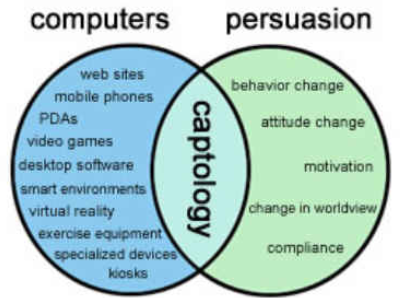 computers
persuasion
web sites
mobile phones
PDAs
video games
desktop software
smart environments
virtual reality
exercise equipment
specialized devices
kiosks
captology
behavior change
attitude change
motivation
change in worldview
compliance